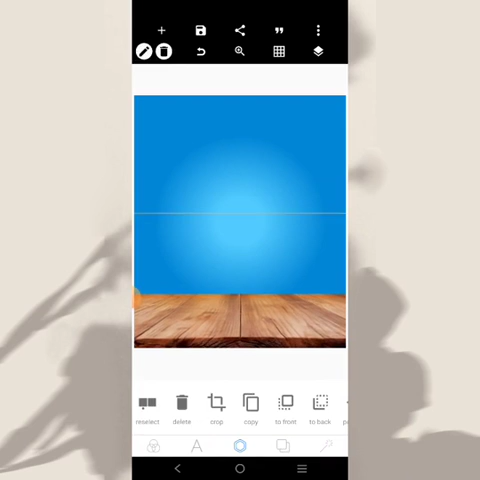 reselect
delete
crop
copy
to front
to back